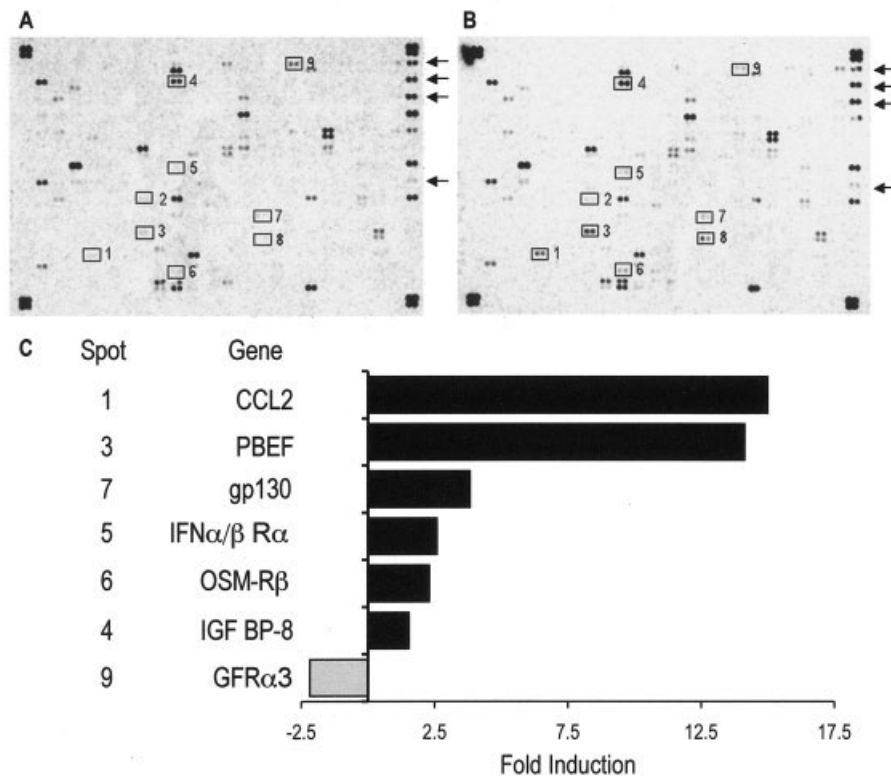 A
B
9
4
5
2
7
3
8
1
6
9
4
5
2
7
3
8
1
6
C Spot Gene
1 CCL2
3 PBEF
7 gp130
5 IFNα/β Rα
6 OSM-Rβ
4 IGF BP-8
9 GFRα3
-2.5 2.5 7.5 12.5 17.5
Fold Induction